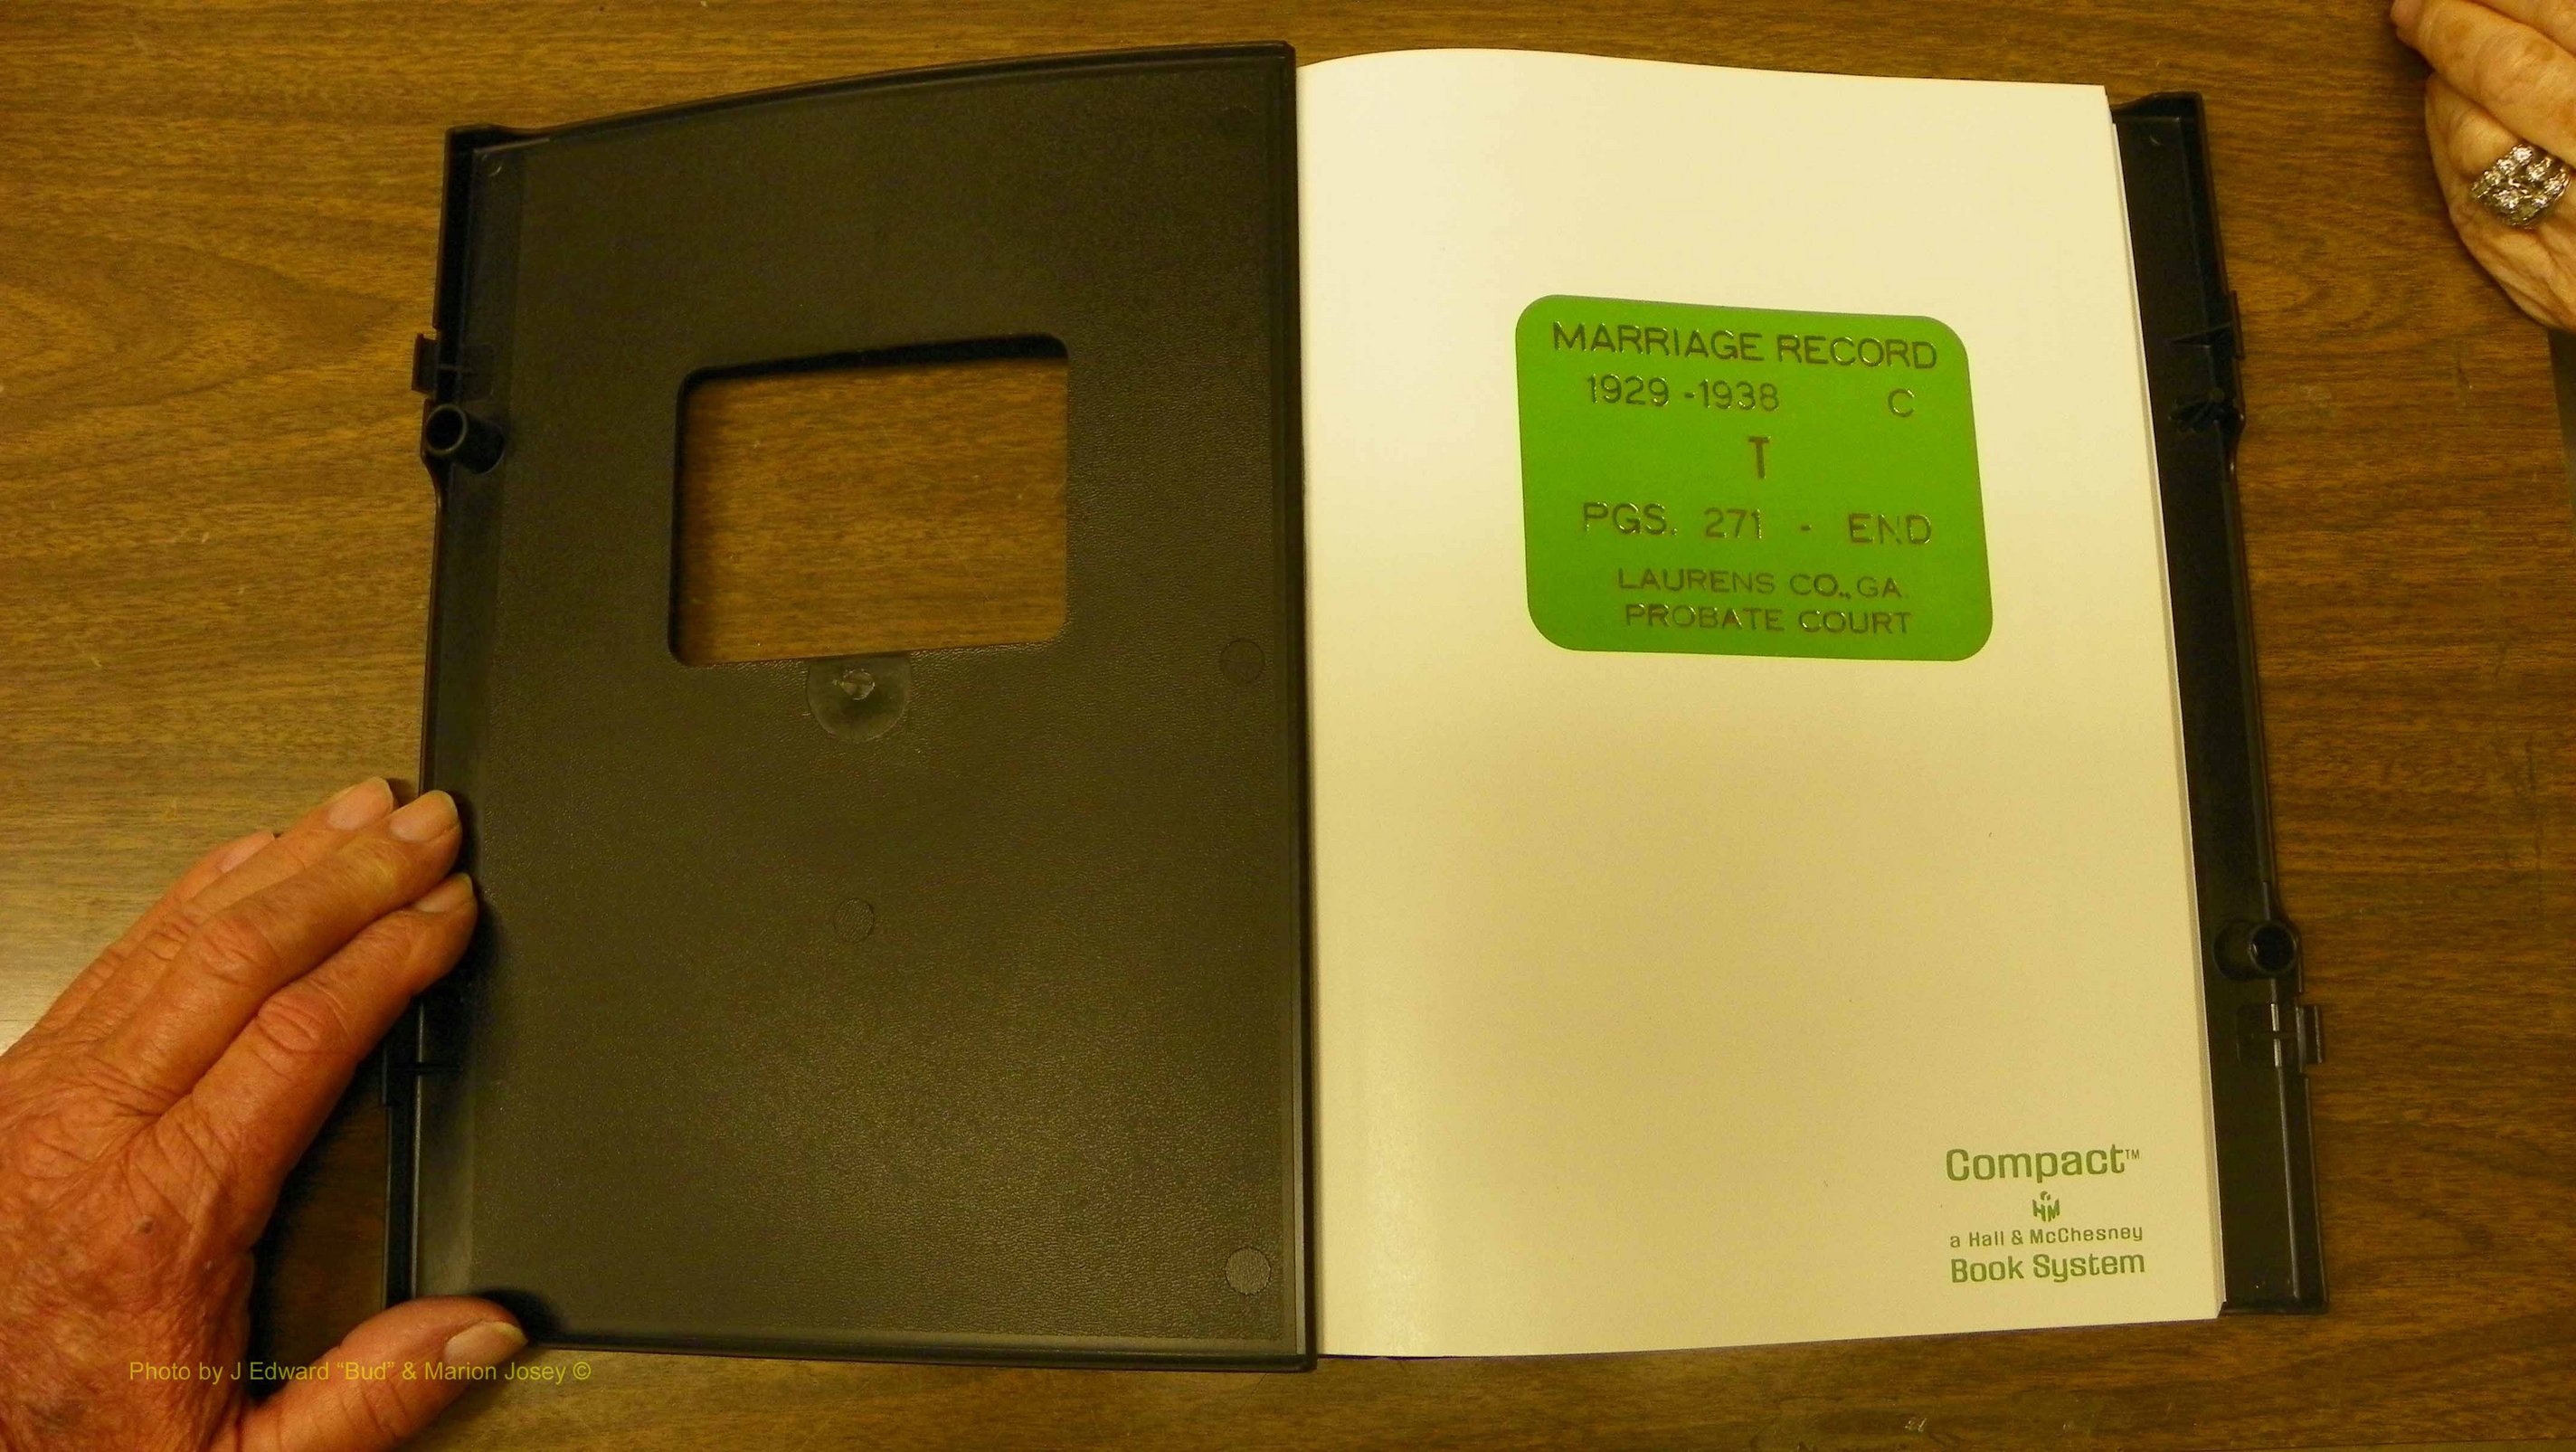 MARRIAGE RECORD
1929 -1938 C
T
PGS. 271 - END
LAURENS CO., GA.
PROBATE COURT
Compact™
HM
a Hall & McChesney
Book System
Photo by J Edward “Bud” & Marion Josey ©